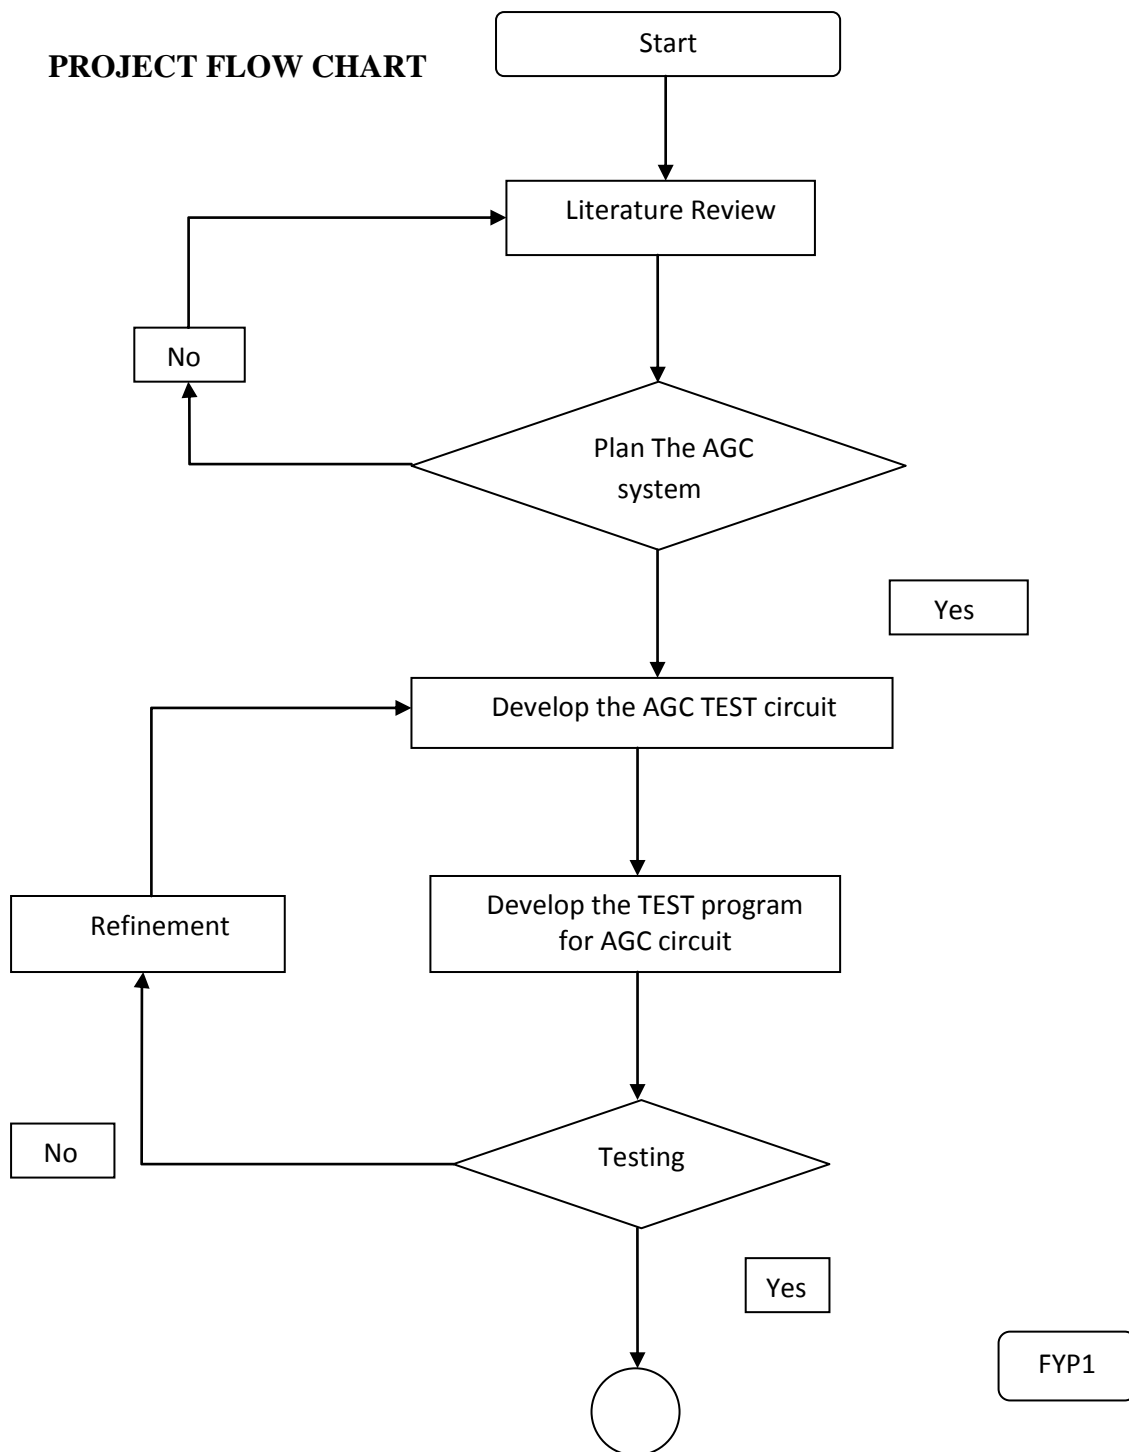 Start
PROJECT FLOW CHART
Literature Review
No
Plan The AGC
system
Yes
Develop the AGC TEST circuit
Refinement
Develop the TEST program
for AGC circuit
No
Testing
Yes
FYP1